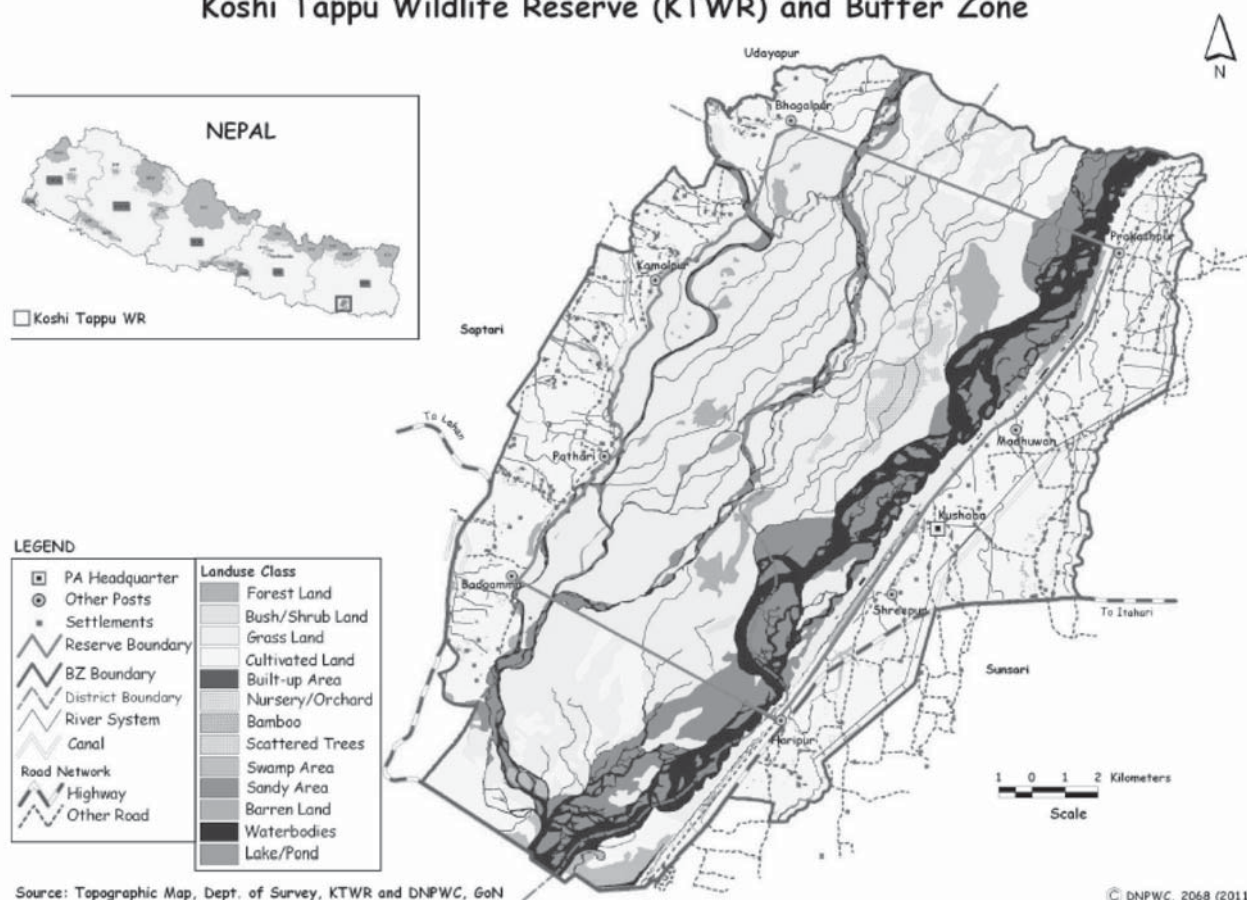 Koshi Tappu Wildlife Reserve (KTWR) and Buffer Zone
N
Udayapur
Bhagalpur
NEPAL
Koshi Tappu WR
Prakashpur
Kamalpur
Saptari
To Lahan
Madhuwan
Pathari
Kushaha
Badgamma
Shreepur
To Itahari
Sunsari
Haripur
LEGEND
PA Headquarter
Other Posts
Settlements
Reserve Boundary
BZ Boundary
District Boundary
River System
Canal
Road Network
Highway
Other Road
Landuse Class
Forest Land
Bush/Shrub Land
Grass Land
Cultivated Land
Built-up Area
Nursery/Orchard
Bamboo
Scattered Trees
Swamp Area
Sandy Area
Barren Land
Waterbodies
Lake/Pond
1 0 1 2 Kilometers
Scale
Source: Topographic Map, Dept. of Survey, KTWR and DNPWC, GoN
© DNPWC, 2068 (2011